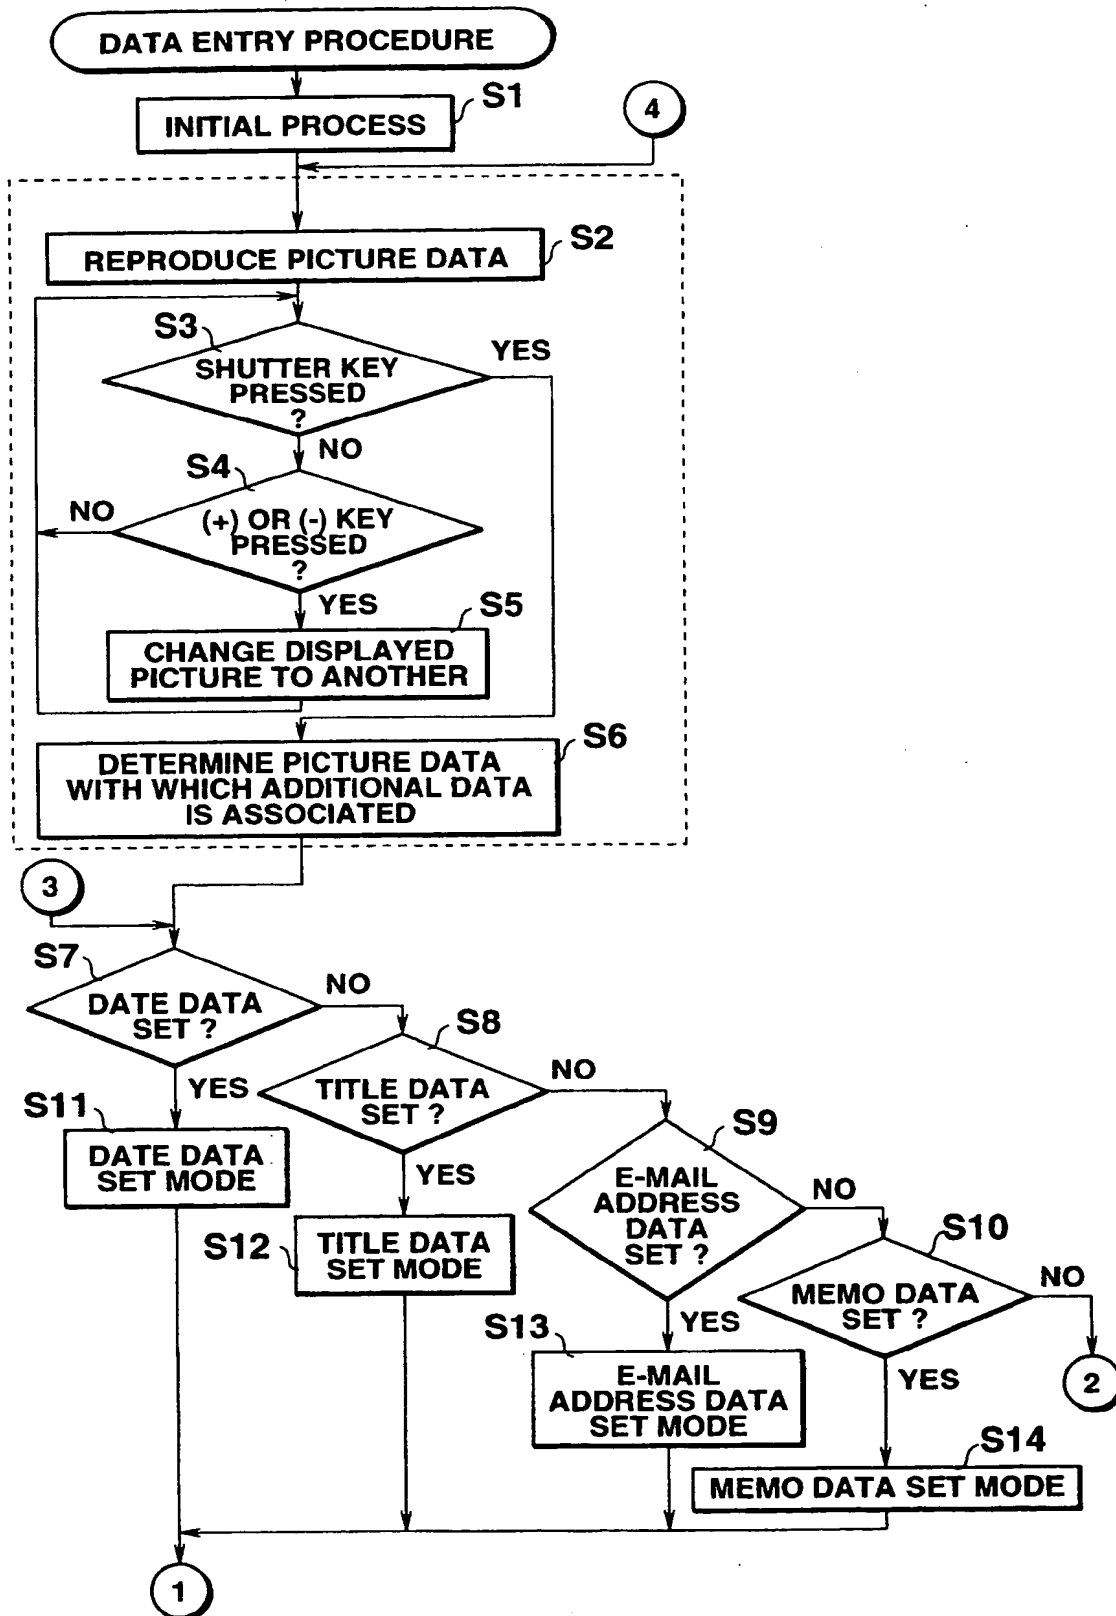 DATA ENTRY PROCEDURE
S1
INITIAL PROCESS
4
S2
REPRODUCE PICTURE DATA
S3
YES
SHUTTER KEY
PRESSED
?
NO
S4
NO
(+) OR (-) KEY
PRESSED
?
YES
S5
CHANGE DISPLAYED
PICTURE TO ANOTHER
S6
DETERMINE PICTURE DATA
WITH WHICH ADDITIONAL DATA
IS ASSOCIATED
3
S7
NO
DATE DATA
SET ?
YES
S8
NO
TITLE DATA
SET ?
YES
S11
DATE DATA
SET MODE
S9
NO
E-MAIL
ADDRESS
DATA
SET ?
YES
S12
TITLE DATA
SET MODE
S10
NO
MEMO DATA
SET ?
YES
2
S13
E-MAIL
ADDRESS DATA
SET MODE
S14
MEMO DATA SET MODE
1